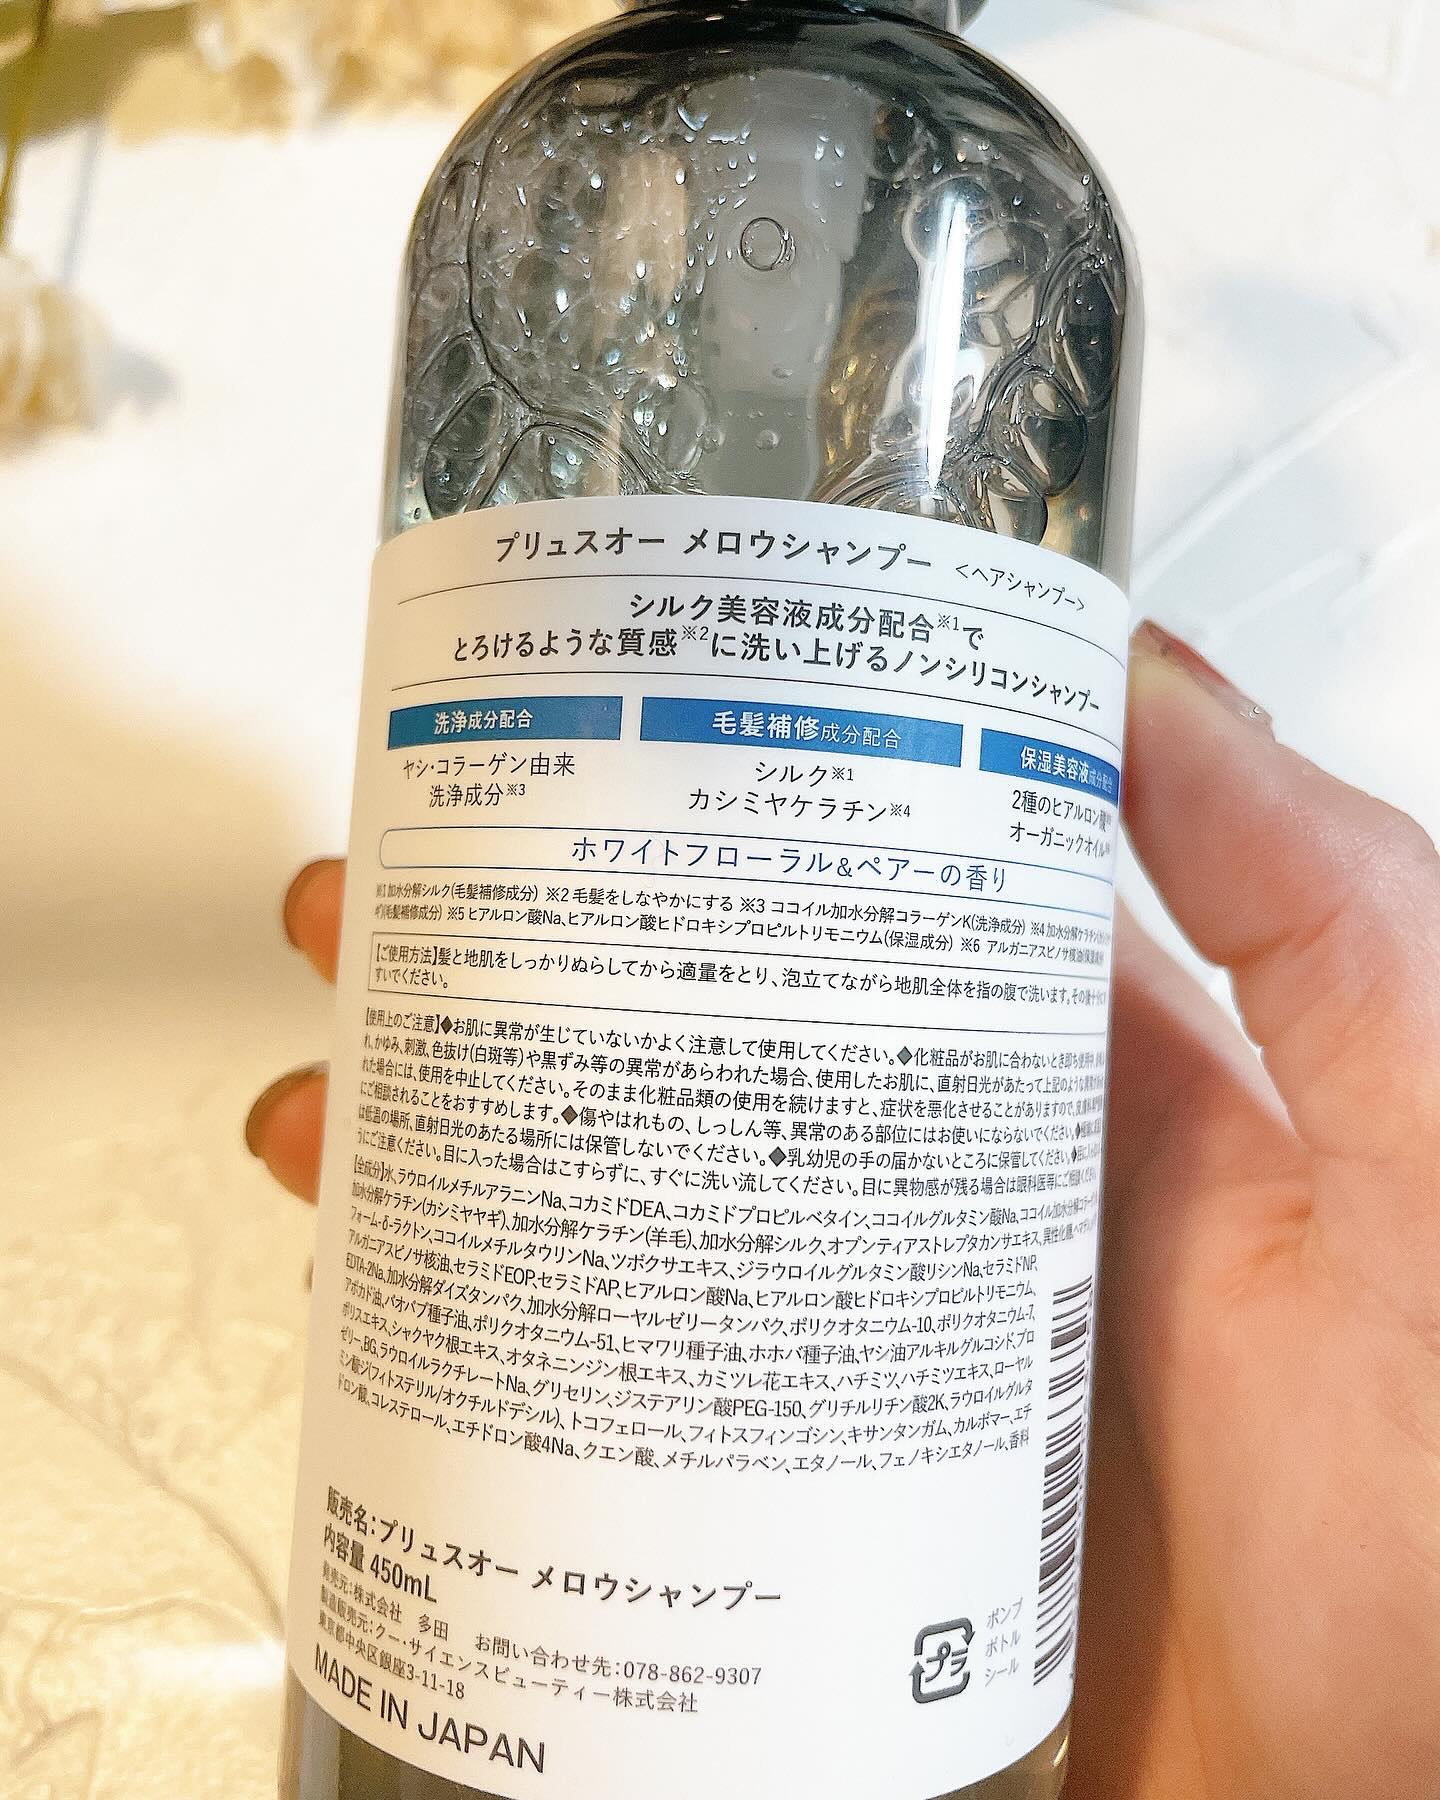 プリュスオー メロウシャンプー <ヘアシャンプー>
シルク美容液成分配合※1で
とろけるような質感※2に洗い上げるノンシリコンシャンプー
洗浄成分配合
ヤシ・コラーゲン由来
洗浄成分※3
毛髪補修成分配合
シルク※1
カシミヤケラチン※4
保湿美容液成分配合
2種のヒアルロン酸
オーガニックオイル
ホワイトフローラル&ペアーの香り
※1 加水分解シルク(毛髪補修成分) ※2 毛髪をしなやかにする ※3 ココイル加水分解コラーゲンK(洗浄成分) ※4 加水分解ケラチン
(毛髪補修成分) ※5 ヒアルロン酸Na、ヒアルロン酸ヒドロキシプロピルトリモニウム(保湿成分) ※6 アルガニアスピノサ核油(保湿成分)
【ご使用方法】髪と地肌をしっかりぬらしてから適量をとり、泡立てながら地肌全体を指の腹で洗います。その後十分に
すいでください。
【使用上のご注意】◆お肌に異常が生じていないかよく注意して使用してください。◆化粧品がお肌に合わないとき即ち使用中、
れ、かゆみ、刺激、色抜け(白斑等)や黒ずみ等の異常があらわれた場合、使用したお肌に、直射日光があたって上記のような異常が
れた場合には、使用を中止してください。そのまま化粧品類の使用を続けますと、症状を悪化させることがありますので、
にご相談されることをおすすめします。◆傷やはれもの、しっしん等、異常のある部位にはお使いにならないでください。
は低温の場所、直射日光のあたる場所には保管しないでください。◆乳幼児の手の届かないところに保管してください。
うにご注意ください。目に入った場合はこすらずに、すぐに洗い流してください。目に異物感が残る場合は眼科医等にご相談ください。
【全成分】水、ラウロイルメチルアラニンNa、コカミドDEA、コカミドプロピルベタイン、ココイルグルタミン酸Na、ココイル加水分解コラーゲン
加水分解ケラチン(カシミヤヤギ)、加水分解ケラチン(羊毛)、加水分解シルク、オプンティアストレプタカンサエキス、異性化糖、ヘマチン
フォーム-δ-ラクトン、ココイルメチルタウリンNa、ツボクサエキス、ジラウロイルグルタミン酸リシンNa、セラミドNP、
アルガニアスピノサ核油、セラミドEOP、セラミドAP、ヒアルロン酸Na、ヒアルロン酸ヒドロキシプロピルトリモニウム、
EDTA-2Na、加水分解ダイズタンパク、加水分解ローヤルゼリータンパク、ポリクオタニウム-10、ポリクオタニウム-7、
アボカド油、バオバブ種子油、ポリクオタニウム-51、ヒマワリ種子油、ホホバ種子油、ヤシ油アルキルグルコシド、プロ
ポリスエキス、シャクヤク根エキス、オタネニンジン根エキス、カミツレ花エキス、ハチミツ、ハチミツエキス、ローヤル
ゼリー、BG、ラウロイルラクチレートNa、グリセリン、ジステアリン酸PEG-150、グリチルリチン酸2K、ラウロイルグルタ
ミン酸ジ(フィトステリル/オクチルドデシル)、トコフェロール、フィトスフィンゴシン、キサンタンガム、カルボマー、エチ
ドロン酸、コレステロール、エチドロン酸4Na、クエン酸、メチルパラベン、エタノール、フェノキシエタノール、香料
販売名:プリュスオー メロウシャンプー
内容量 450mL
発売元:株式会社 多田 お問い合わせ先:078-862-9307
製造販売元:クー・サイエンスビューティー株式会社
東京都中央区銀座3-11-18
MADE IN JAPAN
プラ
ポンプ
ボトル
シール